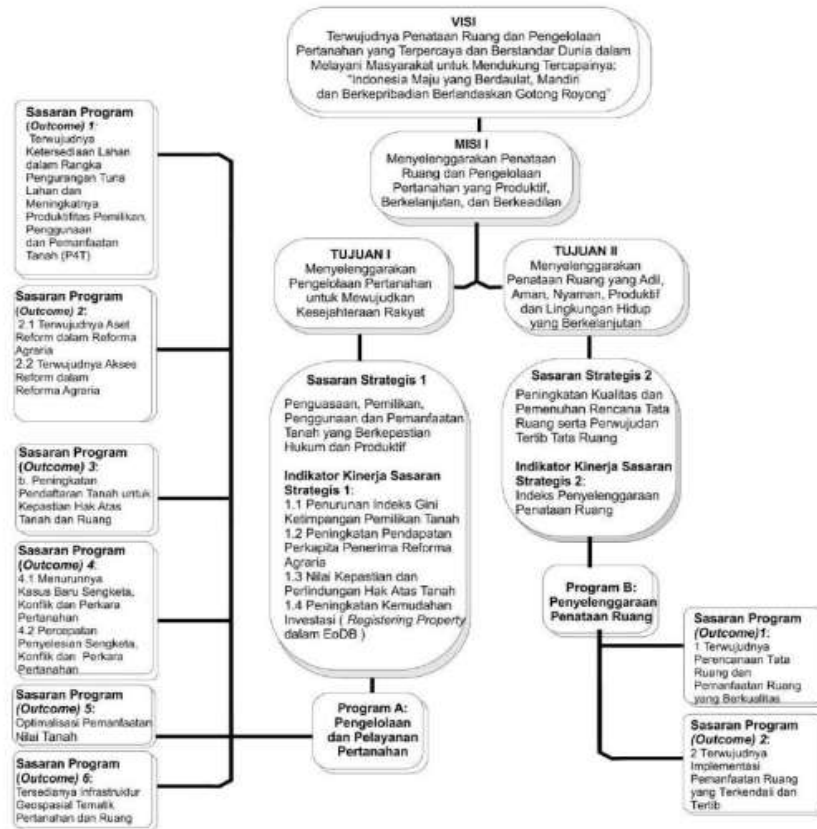 VISI
Terwujudnya Penataan Ruang dan Pengelolaan
Pertanahan yang Terpercaya dan Berstandar Dunia dalam
Melayani Masyarakat untuk Mendukung Tercapainya:
"Indonesia Maju yang Berdaulat, Mandiri
dan Berkepribadian Berlandaskan Gotong Royong"
MISI I
Menyelenggarakan Penataan
Ruang dan Pengelolaan
Pertanahan yang Produktif,
Berkelanjutan, dan Berkeadilan
TUJUAN I
Menyelenggarakan
Pengelolaan Pertanahan
untuk Mewujudkan
Kesejahteraan Rakyat
TUJUAN II
Menyelenggarakan
Penataan Ruang yang Adil,
Aman, Nyaman, Produktif
dan Lingkungan Hidup
yang Berkelanjutan
Sasaran Strategis 1
Penguasaan, Pemilikan,
Penggunaan dan Pemanfaatan
Tanah yang Berkepastian
Hukum dan Produktif
Indikator Kinerja Sasaran
Strategis 1:
1.1 Penurunan Indeks Gini
Ketimpangan Pemilikan Tanah
1.2 Peningkatan Pendapatan
Perkapita Penerima Reforma
Agraria
1.3 Nilai Kepastian dan
Perlindungan Hak Atas Tanah
1.4 Peningkatan Kemudahan
Investasi ( Registering Property
dalam EoDB )
Sasaran Strategis 2
Peningkatan Kualitas dan
Pemenuhan Rencana Tata
Ruang serta Perwujudan
Tertib Tata Ruang
Indikator Kinerja Sasaran
Strategis 2:
Indeks Penyelenggaraan
Penataan Ruang
Program A:
Pengelolaan
dan Pelayanan
Pertanahan
Program B:
Penyelenggaraan
Penataan Ruang
Sasaran Program
(Outcome) 1:
Terwujudnya
Ketersediaan Lahan
dalam Rangka
Pengurangan Tuna
Lahan dan
Meningkatnya
Produktifitas Pemilikan,
Penggunaan
dan Pemanfaatan
Tanah (P4T)
Sasaran Program
(Outcome) 2:
2.1 Terwujudnya Aset
Reform dalam Reforma
Agraria
2.2 Terwujudnya Akses
Reform dalam
Reforma Agraria
Sasaran Program
(Outcome) 3:
b. Peningkatan
Pendaftaran Tanah untuk
Kepastian Hak Atas
Tanah dan Ruang
Sasaran Program
(Outcome) 4:
4.1 Menurunnya
Kasus Baru Sengketa,
Konflik dan Perkara
Pertanahan
4.2 Percepatan
Penyelesian Sengketa,
Konflik dan Perkara
Pertanahan
Sasaran Program
(Outcome) 5:
Optimalisasi Pemanfaatan
Nilai Tanah
Sasaran Program
(Outcome) 6:
Tersedianya Infrastruktur
Geospasial Tematik
Pertanahan dan Ruang
Sasaran Program
(Outcome)1:
1 Terwujudnya
Perencanaan Tata
Ruang dan
Pemanfaatan Ruang
yang Berkualitas
Sasaran Program
(Outcome) 2:
2 Terwujudnya
Implementasi
Pemanfaatan Ruang
yang Terkendali dan
Tertib